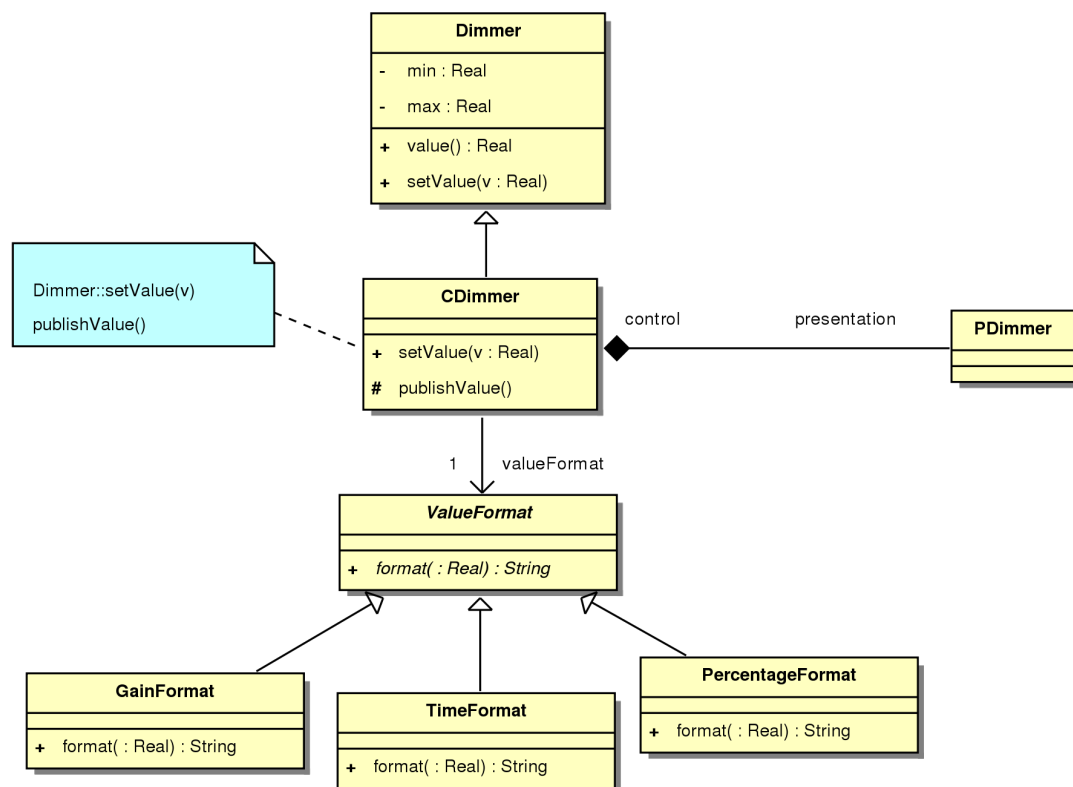 Dimmer
- min : Real
- max : Real
+ value() : Real
+ setValue(v : Real)
Dimmer::setValue(v)
publishValue()
CDimmer
+ setValue(v : Real)
# publishValue()
control
presentation
PDimmer
1
valueFormat
ValueFormat
+ format( : Real) : String
GainFormat
+ format( : Real) : String
TimeFormat
+ format( : Real) : String
PercentageFormat
+ format( : Real) : String